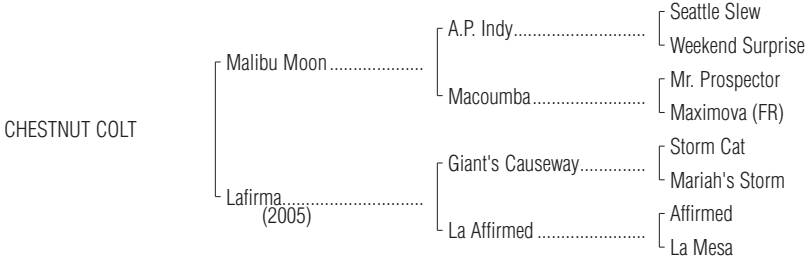 Seattle Slew
A.P. Indy..............................
Weekend Surprise
Malibu Moon .....................
Mr. Prospector
Macoumba..........................
Maximova (FR)
CHESTNUT COLT
Storm Cat
Giant's Causeway...............
Mariah's Storm
Lafirma................................
(2005)
Affirmed
La Affirmed .........................
La Mesa